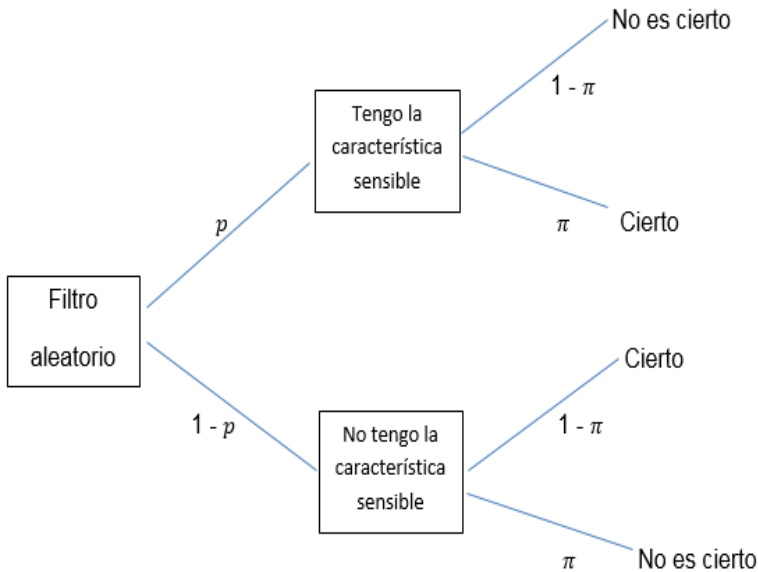 No es cierto
1 - π
Tengo la
característica
sensible
p
π
Cierto
Filtro
aleatorio
Cierto
1 - p
1 - π
No tengo la
característica
sensible
π
No es cierto